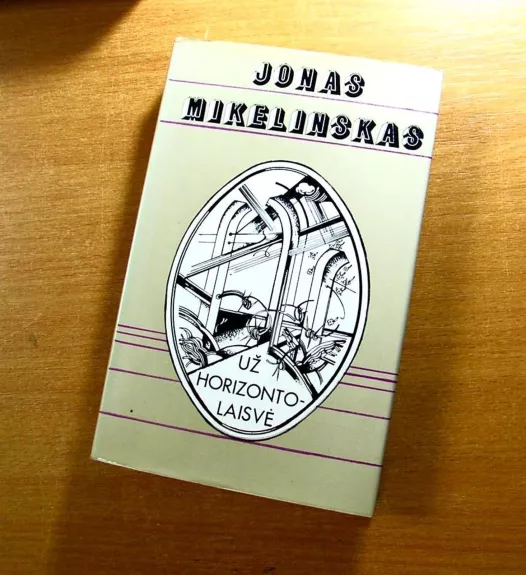 JONAS
MIKELINSKAS
UŽ
HORIZONTO-
LAISVĖ